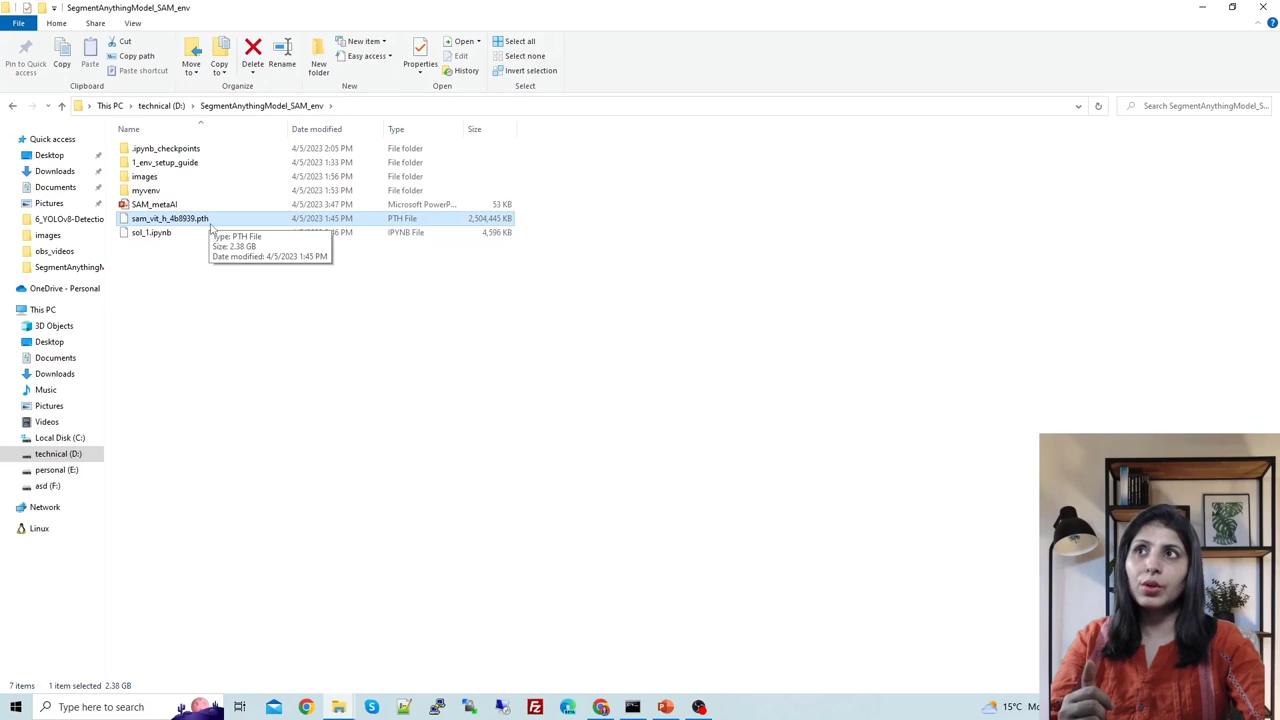 SegmentAnythingModel_SAM_env
File
Home
Share
View
Pin to Quick access
Copy
Paste
Cut
Copy path
Paste shortcut
Clipboard
Move to
Copy to
Delete
Rename
Organize
New folder
New item
Easy access
New
Properties
Open
Edit
History
Open
Select all
Select none
Invert selection
Select
This PC > technical (D:) > SegmentAnythingModel_SAM_env >
Search SegmentAnythingModel_S...
Name Date modified Type Size
.ipynb_checkpoints 4/5/2023 2:05 PM File folder
1_env_setup_guide 4/5/2023 1:33 PM File folder
images 4/5/2023 1:56 PM File folder
myvenv 4/5/2023 1:33 PM File folder
SAM_metaAI 4/5/2023 3:47 PM Microsoft PowerP... 53 KB
sam_vit_h_4b8939.pth 4/5/2023 1:45 PM PTH File 2,504,445 KB
sol_1.ipynb PM IPYNB File 4,596 KB
Type: PTH File
Size: 2.38 GB
Date modified: 4/5/2023 1:45 PM
Quick access
Desktop
Downloads
Documents
Pictures
6_YOLOv8-Detectio
images
obs_videos
SegmentAnythingM
OneDrive - Personal
This PC
3D Objects
Desktop
Documents
Downloads
Music
Pictures
Videos
Local Disk (C:)
technical (D:)
personal (E:)
asd (F:)
Network
Linux
7 items 1 item selected 2.38 GB
Type here to search
15°C